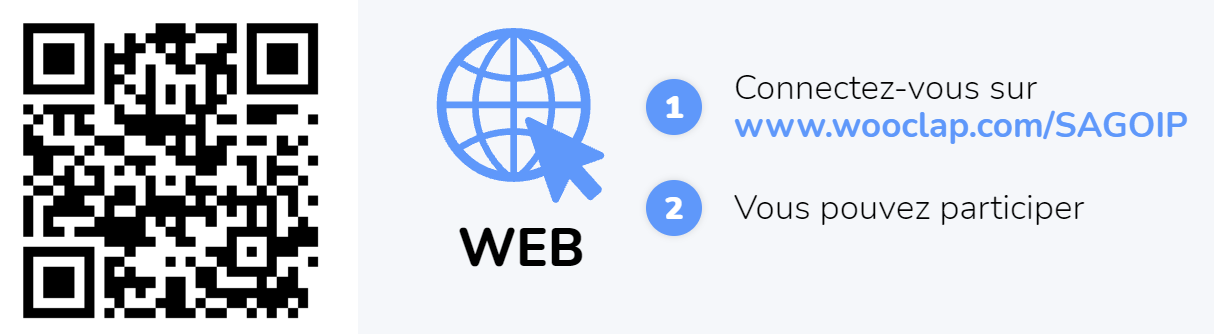 WEB
1
Connectez-vous sur
www.wooclap.com/SAGOIP
2
Vous pouvez participer